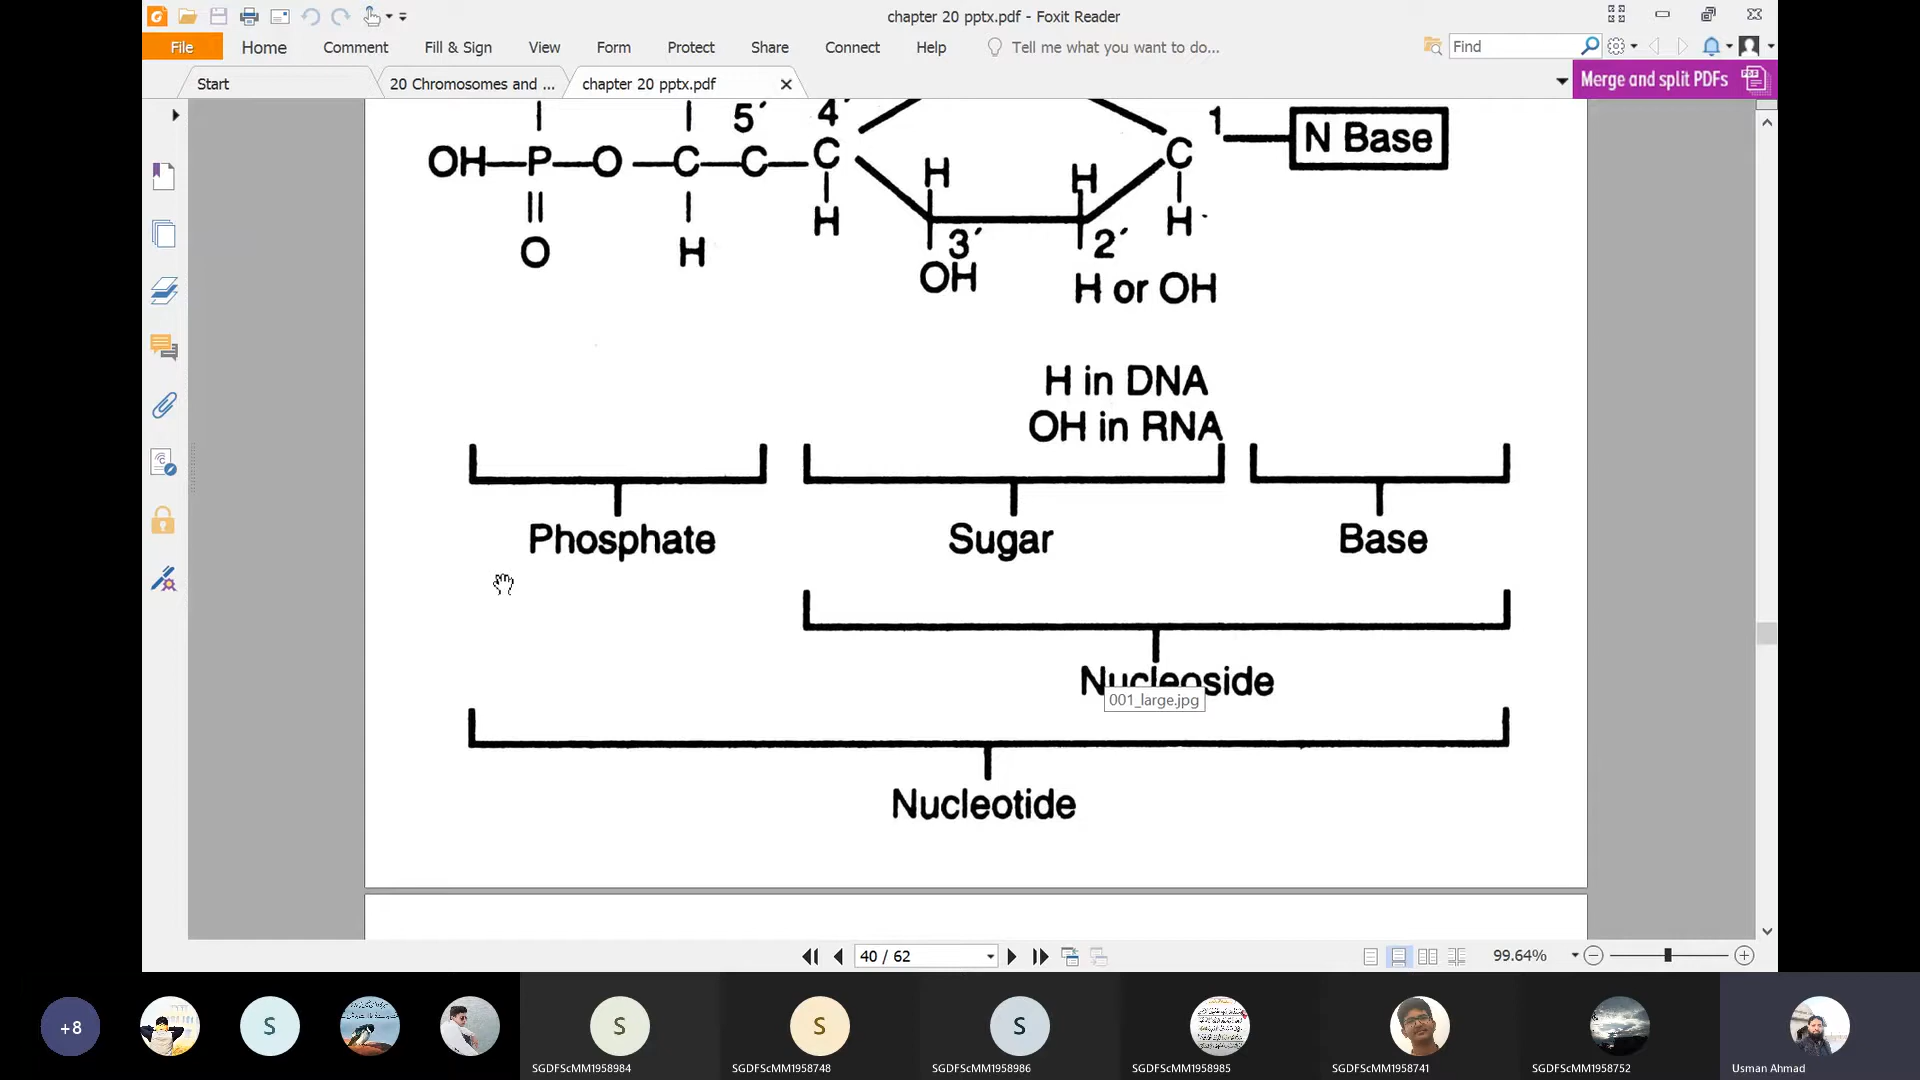 chapter 20 pptx.pdf - Foxit Reader
File Home Comment Fill & Sign View Form Protect Share Connect Help Tell me what you want to do... Find
Start 20 Chromosomes and ... chapter 20 pptx.pdf Merge and split PDFs
5´ 4´ 1
OH P O C C C C N Base
H H
O H H H
3´ 2´
OH H or OH
H in DNA
OH in RNA
Phosphate Sugar Base
Nucleoside
001_large.jpg
Nucleotide
40 / 62 99.64%
+8 S S S S
SGDFScMM1958984 SGDFScMM1958748 SGDFScMM1958986 SGDFScMM1958985 SGDFScMM1958741 SGDFScMM1958752 Usman Ahmad